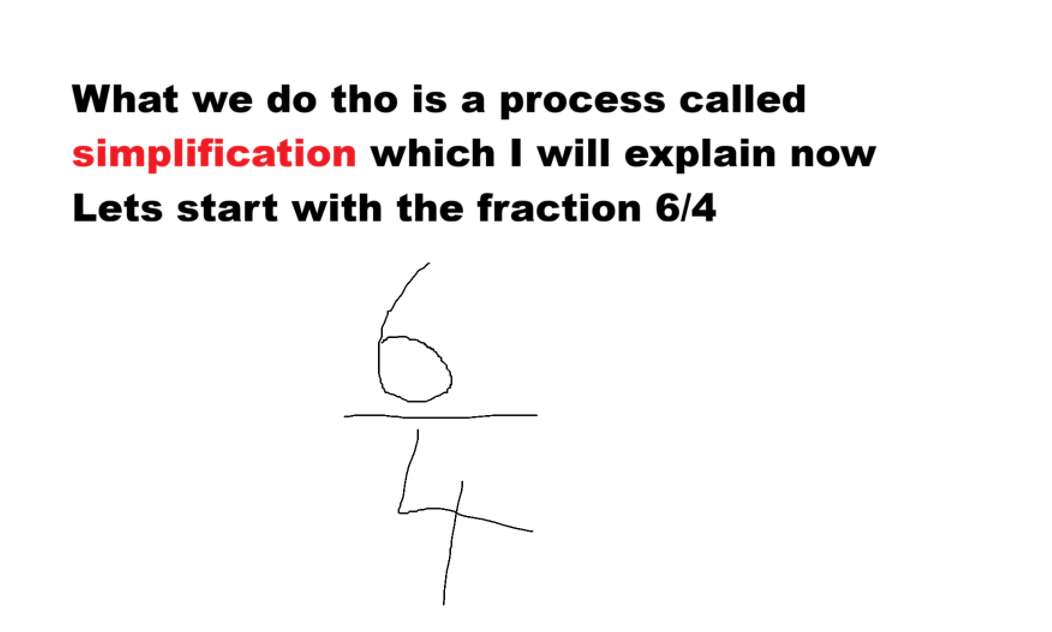 What we do tho is a process called
simplification which I will explain now
Lets start with the fraction 6/4
6
4